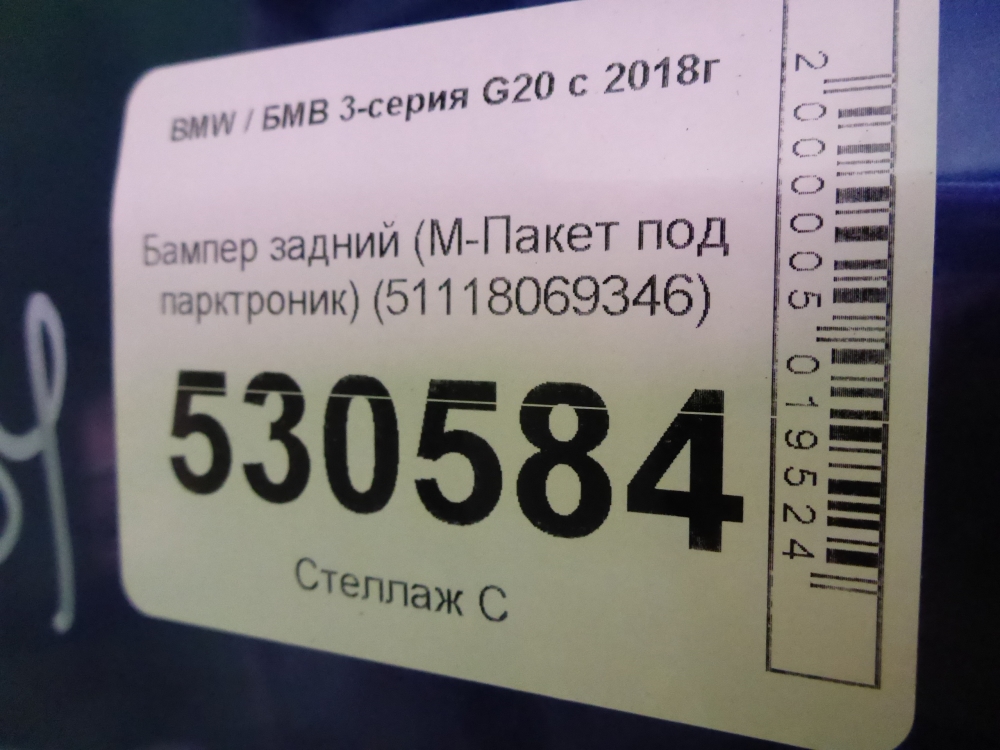 BMW / БМВ 3-серия G20 с 2018г
Бампер задний (М-Пакет под
парктроник) (51118069346)
530584
Стеллаж С
2000005019524